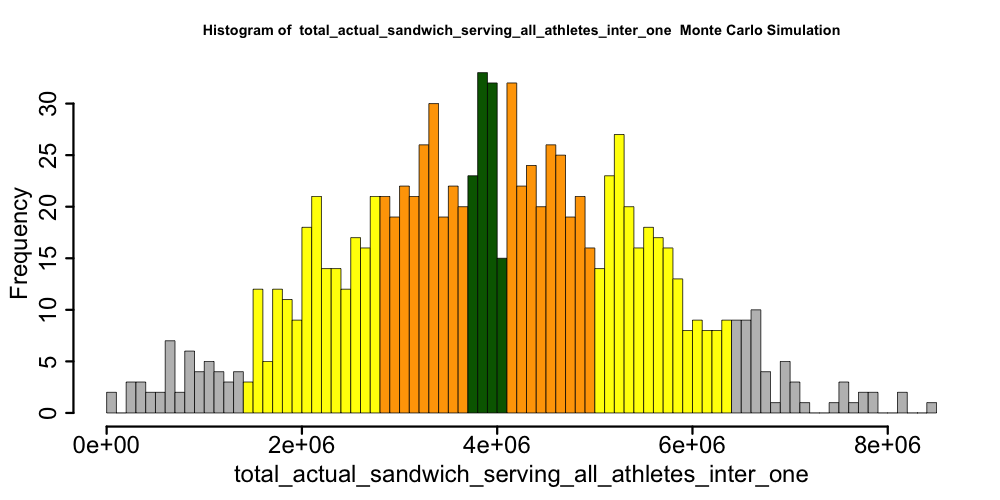 Histogram of  total_actual_sandwich_serving_all_athletes_inter_one  Monte Carlo Simulation
Frequency
30
25
20
15
10
5
0
0e+00 2e+06 4e+06 6e+06 8e+06
total_actual_sandwich_serving_all_athletes_inter_one